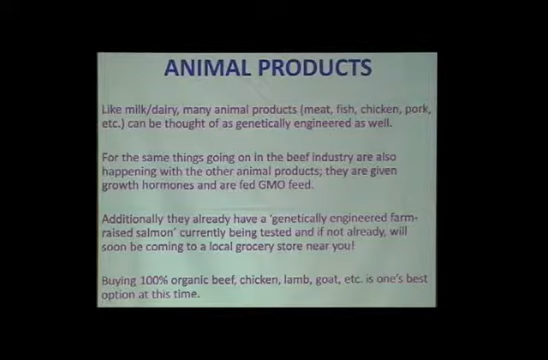 ANIMAL PRODUCTS
Like milk/dairy, many animal products (meat, fish, chicken, pork,
etc.) can be thought of as genetically engineered as well.
For the same things going on in the beef industry are also
happening with the other animal products; they are given
growth hormones and are fed GMO feed.
Additionally they already have a 'genetically engineered farm-
raised salmon' currently being tested and if not already, will
soon be coming to a local grocery store near you!
Buying 100% organic beef, chicken, lamb, goat, etc. is one's best
option at this time.